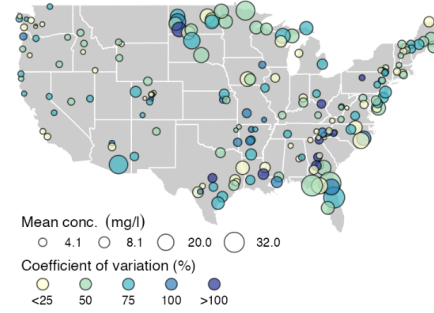 Mean conc. (mg/l)
4.1 8.1 20.0 32.0
Coefficient of variation (%)
<25 50 75 100 >100